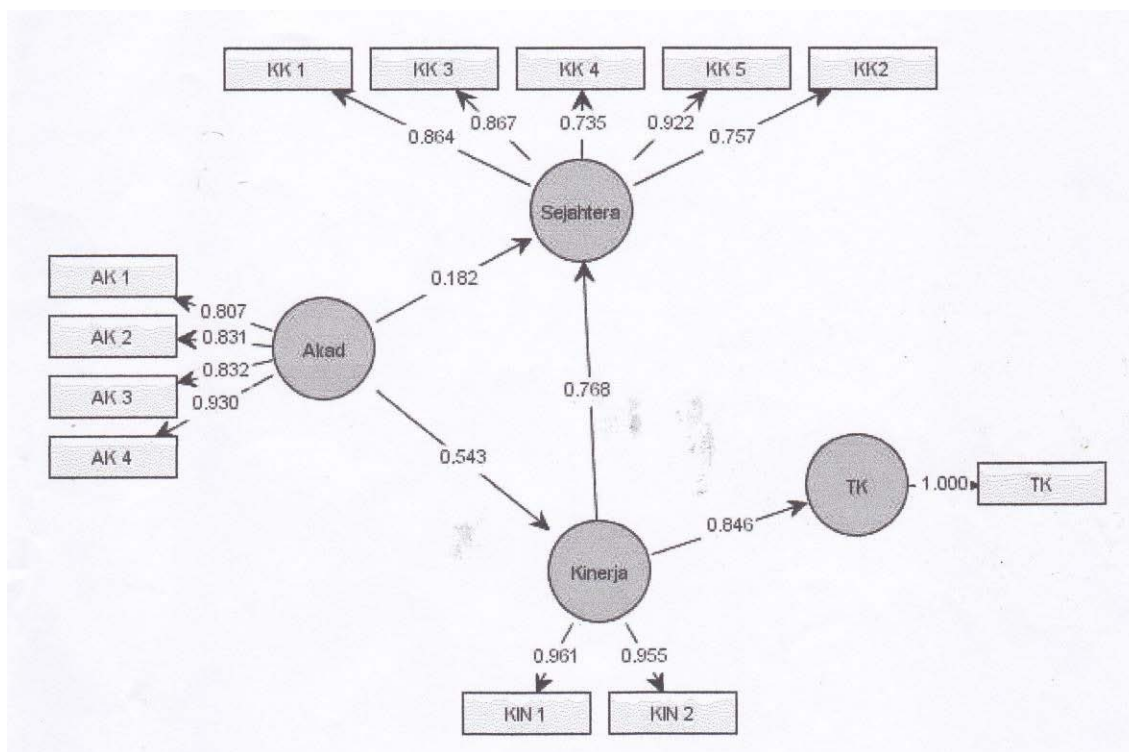 KK 1 KK 3 KK 4 KK 5 KK2
0.864 0.867 0.735 0.922 0.757
Sejahtera
AK 1
AK 2
AK 3
AK 4
0.807
0.831
0.832
0.930
Akad
0.182
0.543
0.768
Kinerja
0.846
TK
1.000
TK
0.961 0.955
KIN 1 KIN 2